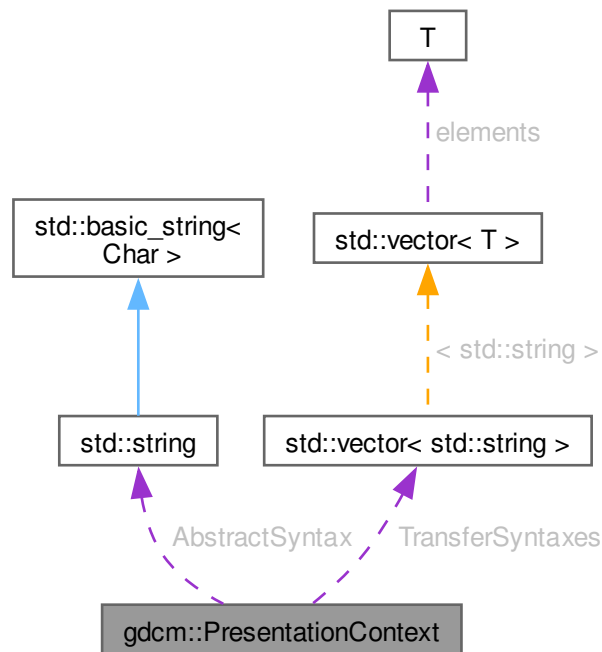 T
elements
std::basic_string<
Char >
std::vector< T >
< std::string >
std::string
std::vector< std::string >
AbstractSyntax
TransferSyntaxes
gdcm::PresentationContext